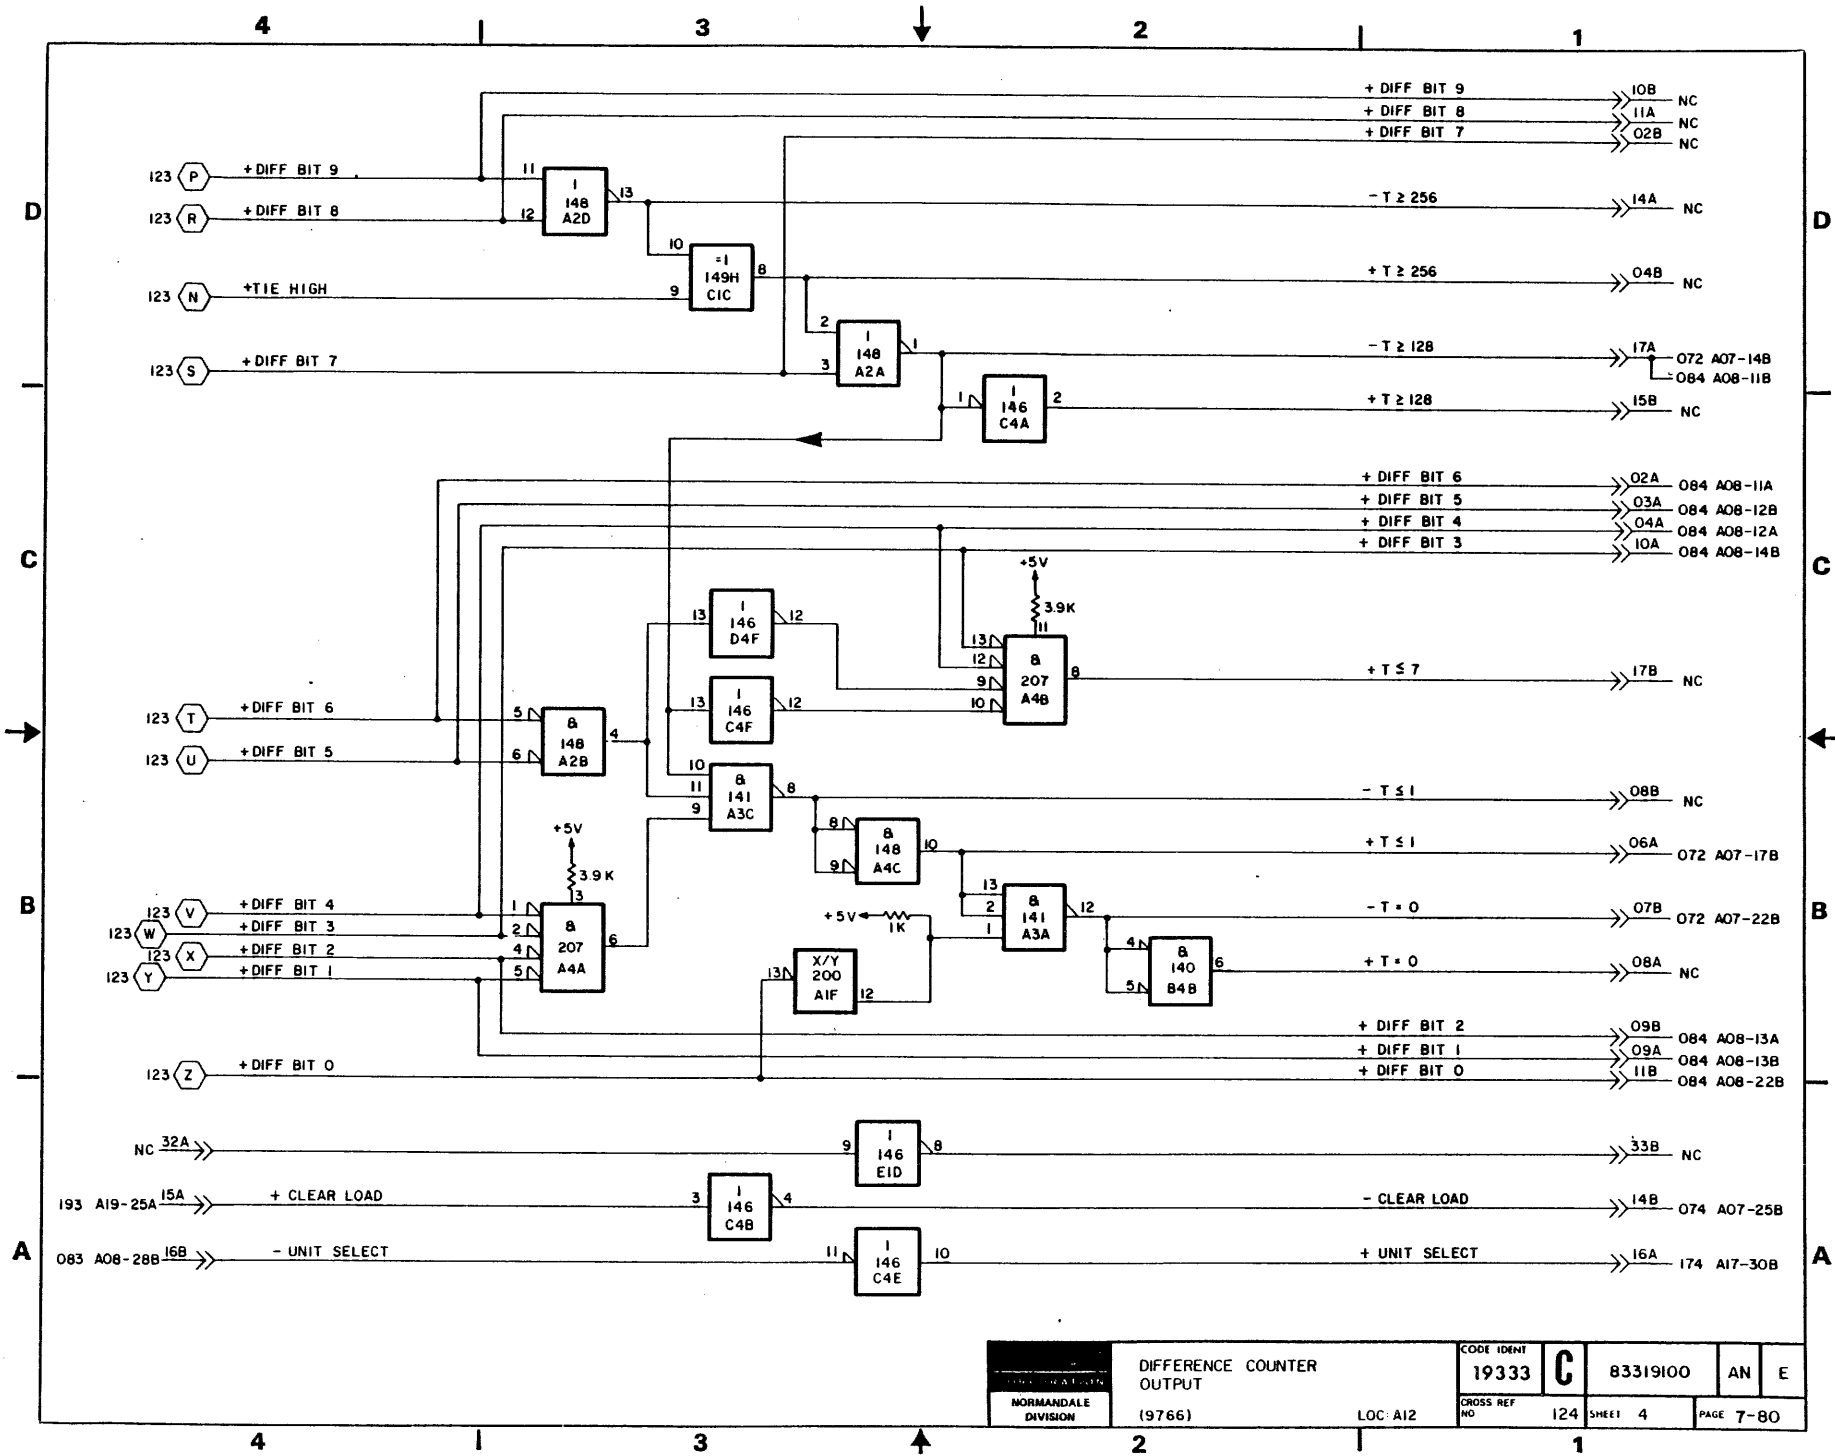 4 3 2 1
+ DIFF BIT 9 10B NC
+ DIFF BIT 8 11A NC
+ DIFF BIT 7 02B NC
123 P +DIFF BIT 9 11
1 148 A2D 13
- T ≥ 256 14A NC
D
123 R +DIFF BIT 8 12
D
10 =1 149H C1C 8
+ T ≥ 256 04B NC
123 N +TIE HIGH 9
2 1 148 A2A 1
- T ≥ 128 17A 072 A07-14B
123 S +DIFF BIT 7 3
084 A08-11B
1 1 146 C4A 2
+ T ≥ 128 15B NC
+ DIFF BIT 6 02A 084 A08-11A
+ DIFF BIT 5 03A 084 A08-12B
+ DIFF BIT 4 04A 084 A08-12A
+ DIFF BIT 3 10A 084 A08-14B
C
C
+5V
3.9K
11
13 1 146 D4F 12
13 12 9 10 & 207 A4B 8
+ T ≤ 7 17B NC
13 1 146 C4F 12
123 T +DIFF BIT 6 5
& 148 A2B 4
123 U +DIFF BIT 5 6
10 11 9 & 141 A3C 8
- T ≤ 1 08B NC
8 9 & 148 A4C 10
+ T ≤ 1 06A 072 A07-17B
+5V
3.9K
3
B
B
123 V +DIFF BIT 4 1
123 W +DIFF BIT 3 2
123 X +DIFF BIT 2 4
123 Y +DIFF BIT 1 5
& 207 A4A 6
+5V 1K
13 2 1 & 141 A3A 12
- T = 0 07B 072 A07-22B
13 X/Y 200 A1F 12
4 5 & 140 B4B 6
+ T = 0 08A NC
+ DIFF BIT 2 09B 084 A08-13A
+ DIFF BIT 1 09A 084 A08-13B
123 Z +DIFF BIT 0
+ DIFF BIT 0 11B 084 A08-22B
NC 32A 9 1 146 E1D 8 33B NC
193 A19-25A 15A + CLEAR LOAD 3 1 146 C4B 4 - CLEAR LOAD 14B 074 A07-25B
A
083 A08-28B 16B - UNIT SELECT 11 1 146 C4E 10 + UNIT SELECT 16A 174 A17-30B
A
NORMANDALE DIVISION
DIFFERENCE COUNTER OUTPUT
(9766) LOC: A12
CODE IDENT 19333 C 83319100 AN E
CROSS REF NO 124 SHEET 4 PAGE 7-80
4 3 2 1